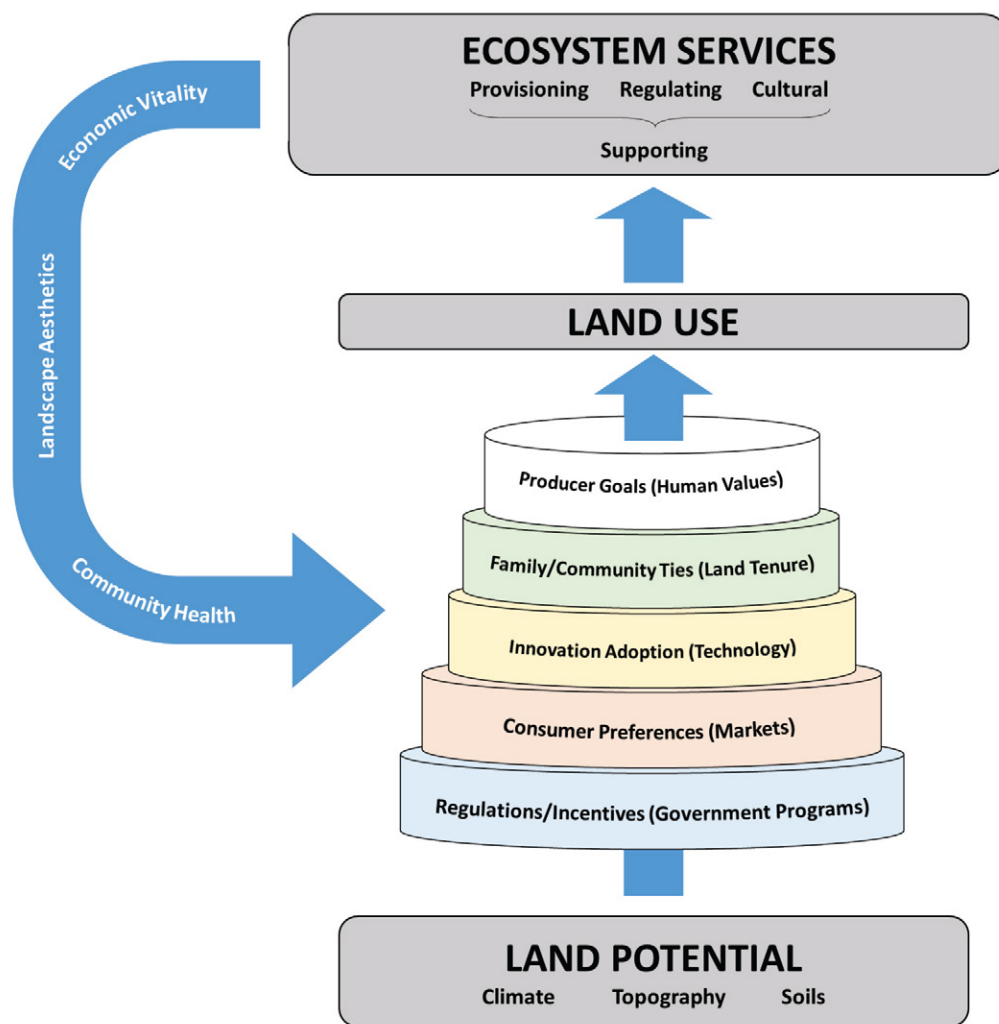 ECOSYSTEM SERVICES
Provisioning Regulating Cultural
Supporting
Economic Vitality
Landscape Aesthetics
Community Health
LAND USE
Producer Goals (Human Values)
Family/Community Ties (Land Tenure)
Innovation Adoption (Technology)
Consumer Preferences (Markets)
Regulations/Incentives (Government Programs)
LAND POTENTIAL
Climate Topography Soils